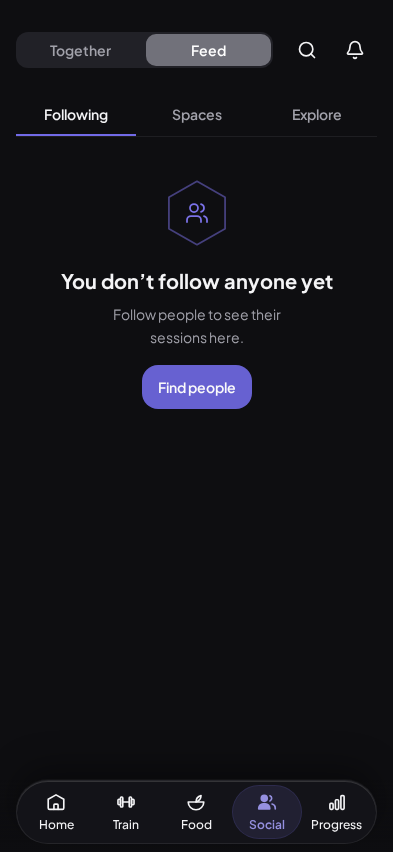 Together
Feed
Following
Spaces
Explore
You don’t follow anyone yet
Follow people to see their
sessions here.
Find people
Home
Train
Food
Social
Progress